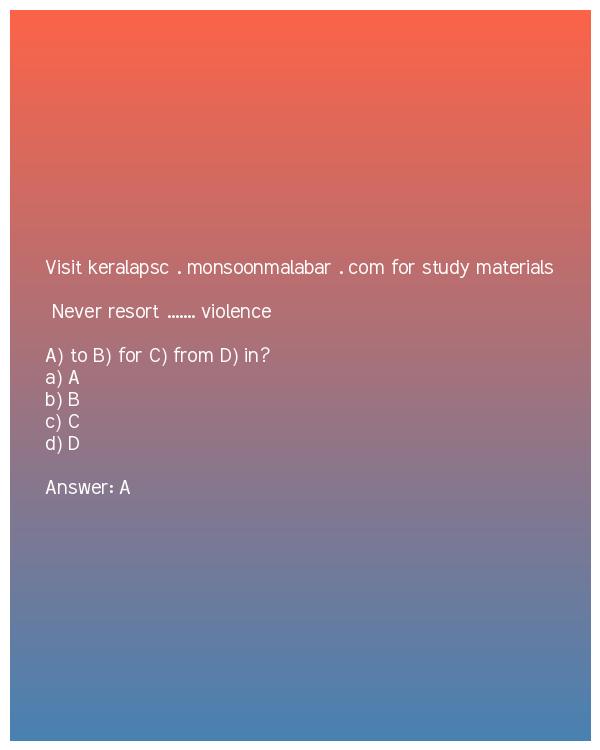 Visit keralapsc . monsoonmalabar . com for study materials
Never resort ....... violence
A) to B) for C) from D) in?
a) A
b) B
c) C
d) D
Answer: A